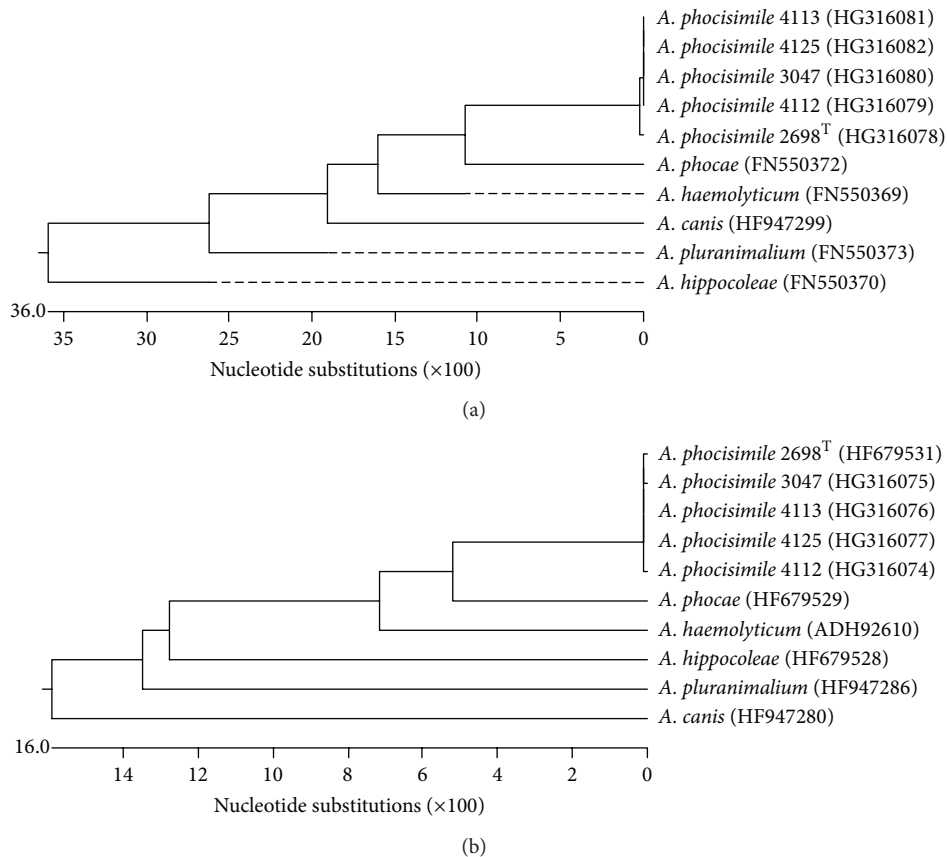 A. phocisimile 4113 (HG316081)
A. phocisimile 4125 (HG316082)
A. phocisimile 3047 (HG316080)
A. phocisimile 4112 (HG316079)
A. phocisimile 2698T (HG316078)
A. phocae (FN550372)
A. haemolyticum (FN550369)
A. canis (HF947299)
A. pluranimalium (FN550373)
A. hippocoleae (FN550370)
36.0
35 30 25 20 15 10 5 0
Nucleotide substitutions (×100)
(a)
A. phocisimile 2698T (HF679531)
A. phocisimile 3047 (HG316075)
A. phocisimile 4113 (HG316076)
A. phocisimile 4125 (HG316077)
A. phocisimile 4112 (HG316074)
A. phocae (HF679529)
A. haemolyticum (ADH92610)
A. hippocoleae (HF679528)
A. pluranimalium (HF947286)
A. canis (HF947280)
16.0
14 12 10 8 6 4 2 0
Nucleotide substitutions (×100)
(b)